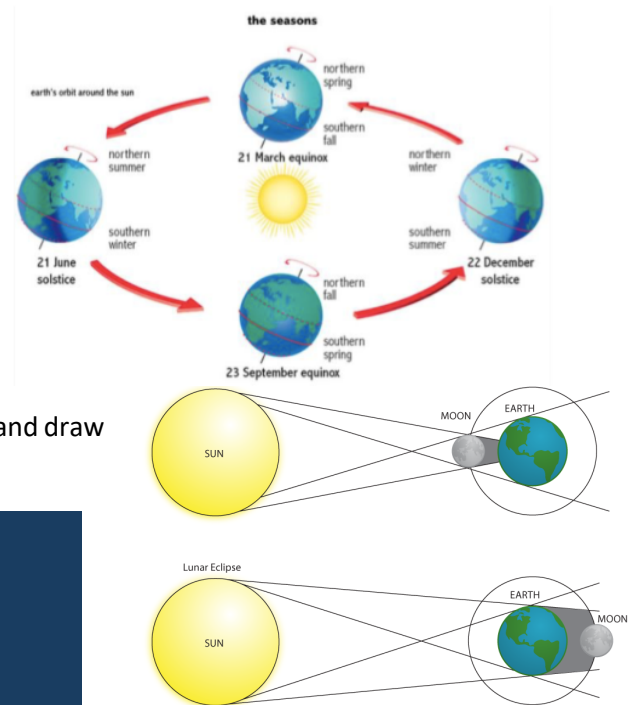 the seasons
earth's orbit around the sun
northern
spring
southern
fall
21 March equinox
northern
summer
southern
winter
21 June
solstice
northern
winter
southern
summer
22 December
solstice
northern
fall
southern
spring
23 September equinox
and draw
SUN
MOON
EARTH
Lunar Eclipse
SUN
EARTH
MOON